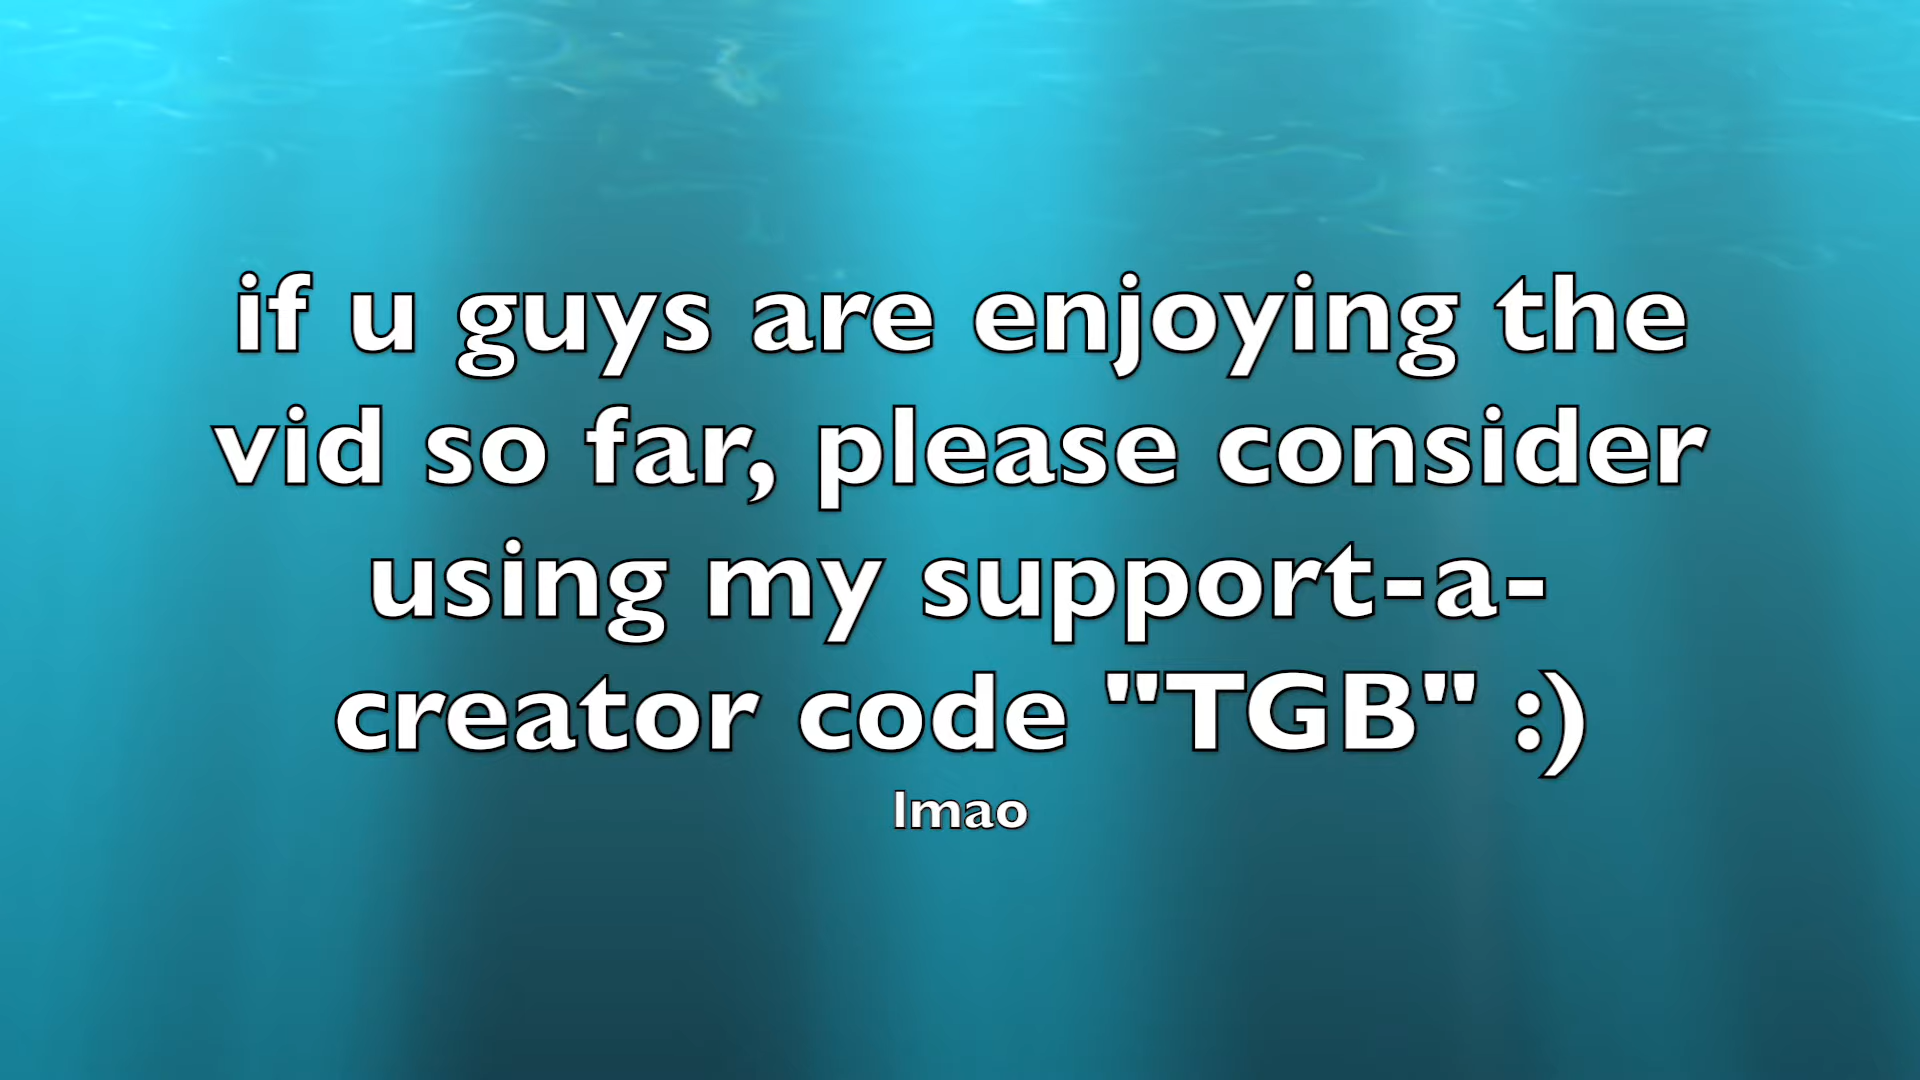 if u guys are enjoying the
vid so far, please consider
using my support-a-
creator code "TGB" :)
lmao